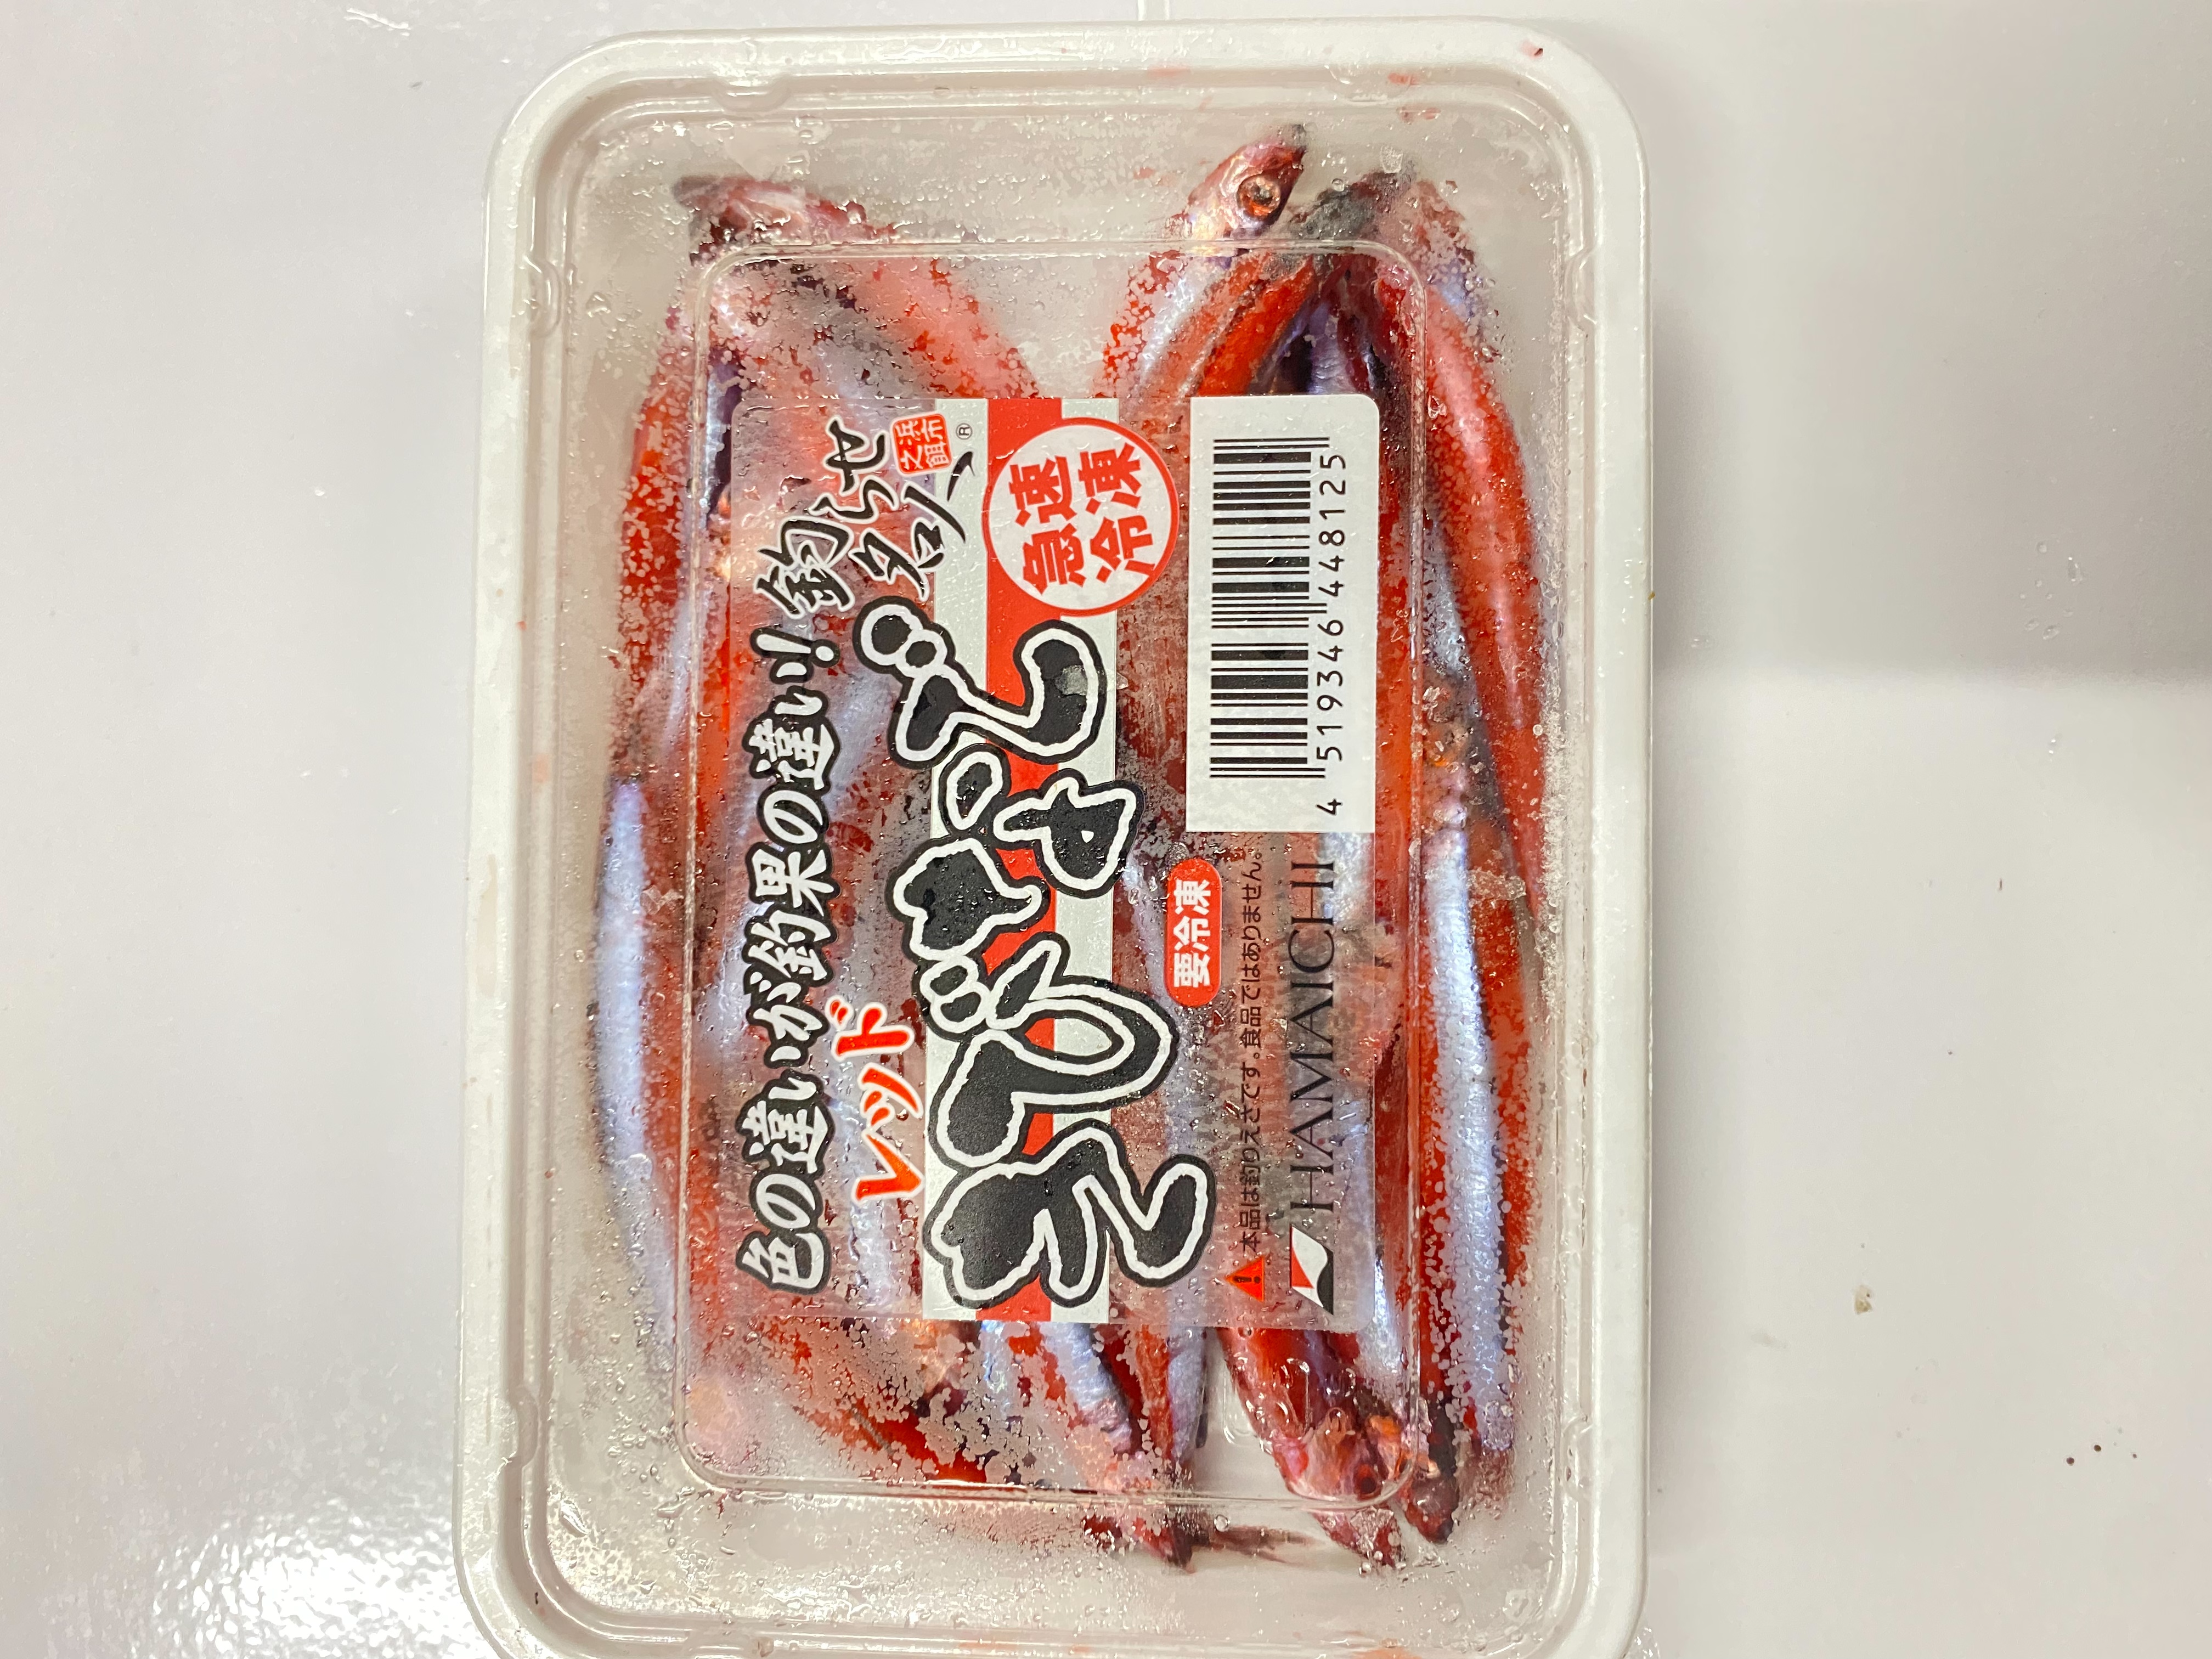 色の違いが釣果の違い!
釣らせ名人
浜市之餌
®
レッド
きびなご
急速冷凍
要冷凍
本品は釣りえさです。食品ではありません。
HAMAICHI
4 519346 448125